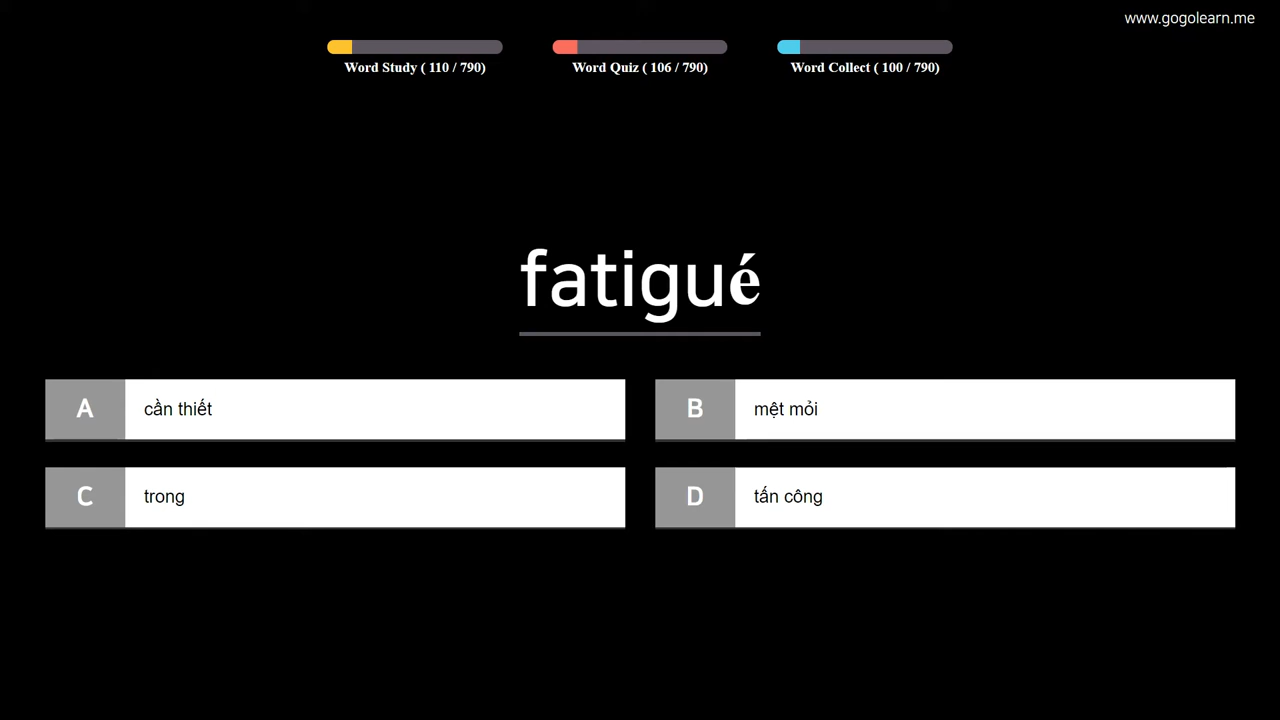 www.gogolearn.me
Word Study ( 110 / 790)
Word Quiz ( 106 / 790)
Word Collect ( 100 / 790)
fatigué
A cần thiết
B mệt mỏi
C trong
D tấn công